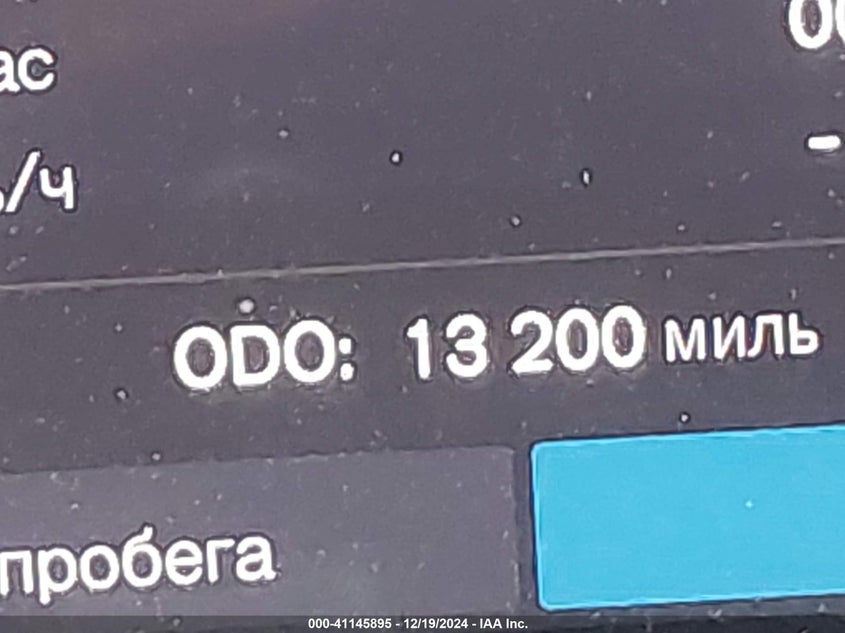 ас
/ч
ODO: 13 200 миль
пробега
000-41145895 - 12/19/2024 - IAA Inc.